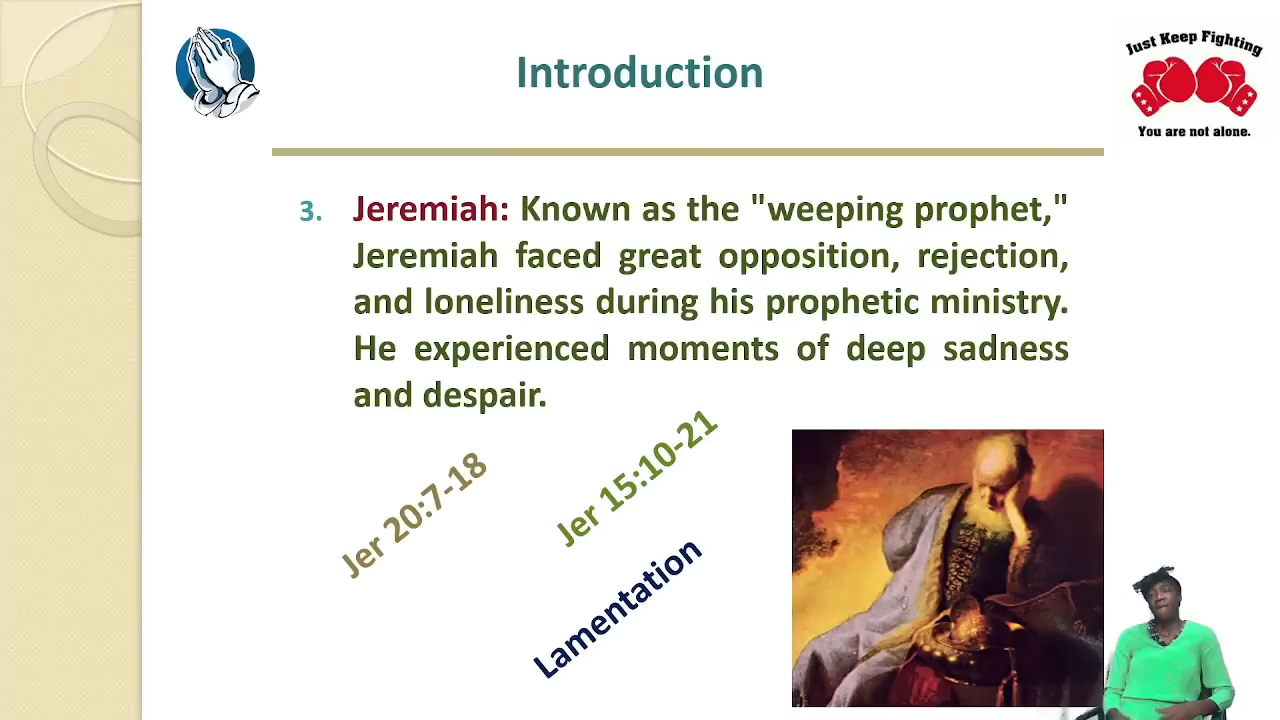 Introduction
Just Keep Fighting
You are not alone.
3. Jeremiah: Known as the "weeping prophet,"
Jeremiah faced great opposition, rejection,
and loneliness during his prophetic ministry.
He experienced moments of deep sadness
and despair.
Jer 20:7-18
Jer 15:10-21
Lamentation